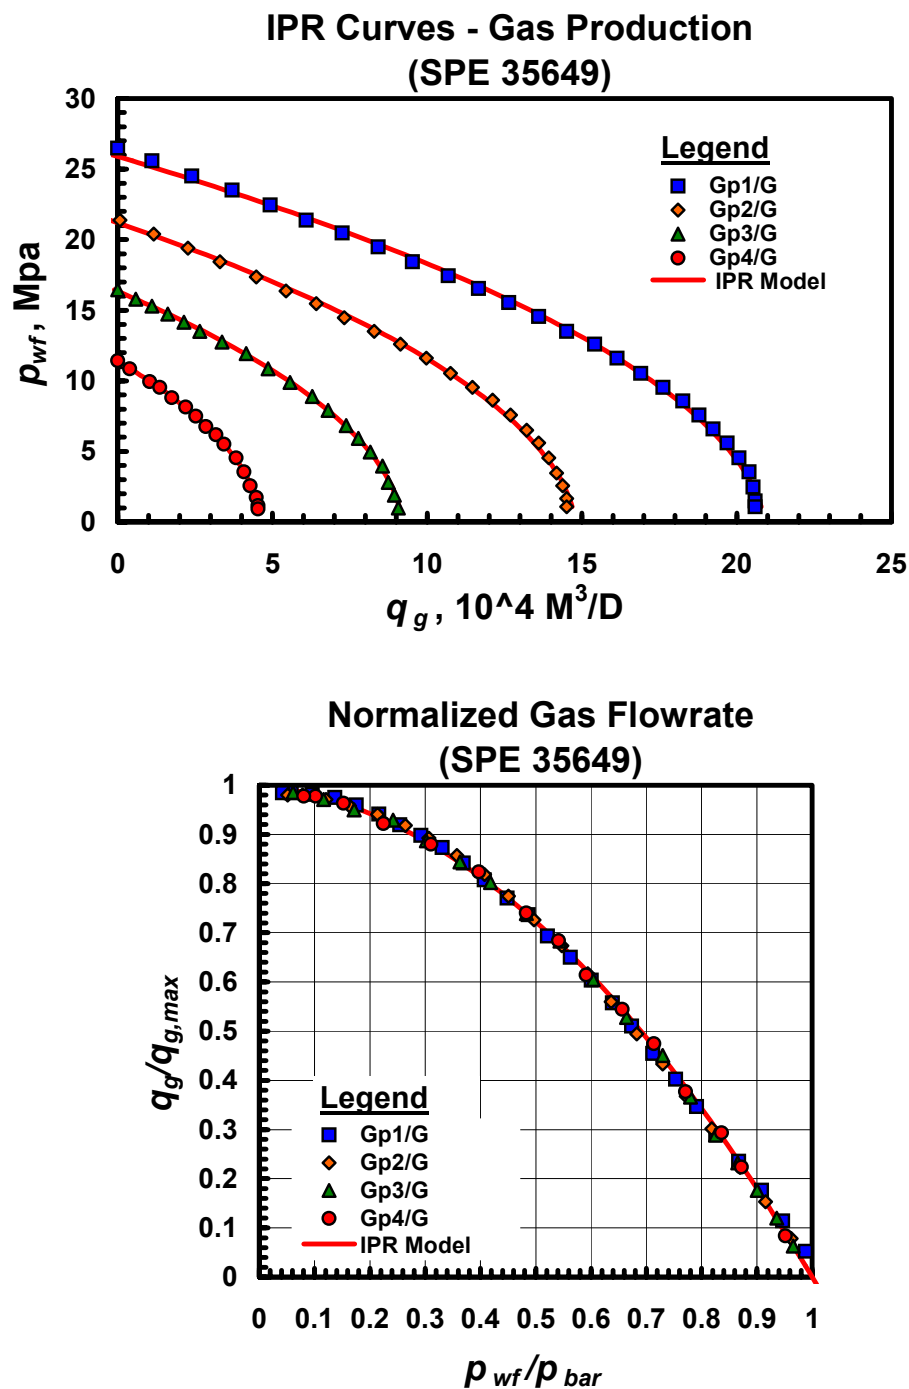 IPR Curves - Gas Production
(SPE 35649)
30
25
20
15
10
5
0
p wf, Mpa
Legend
Gp1/G
Gp2/G
Gp3/G
Gp4/G
IPR Model
0 5 10 15 20 25
q g , 10^4 M3/D
Normalized Gas Flowrate
(SPE 35649)
1
0.9
0.8
0.7
0.6
0.5
0.4
0.3
0.2
0.1
0
qg/qg,max
Legend
Gp1/G
Gp2/G
Gp3/G
Gp4/G
IPR Model
0 0.1 0.2 0.3 0.4 0.5 0.6 0.7 0.8 0.9 1
p wf/p bar